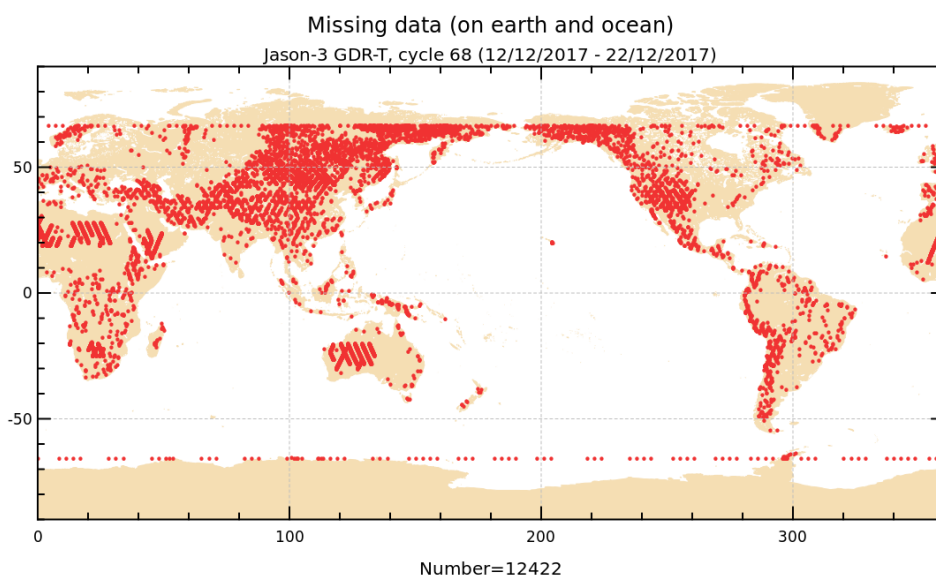 Missing data (on earth and ocean)
Jason-3 GDR-T, cycle 68 (12/12/2017 - 22/12/2017)
50
0
-50
0 100 200 300
Number=12422